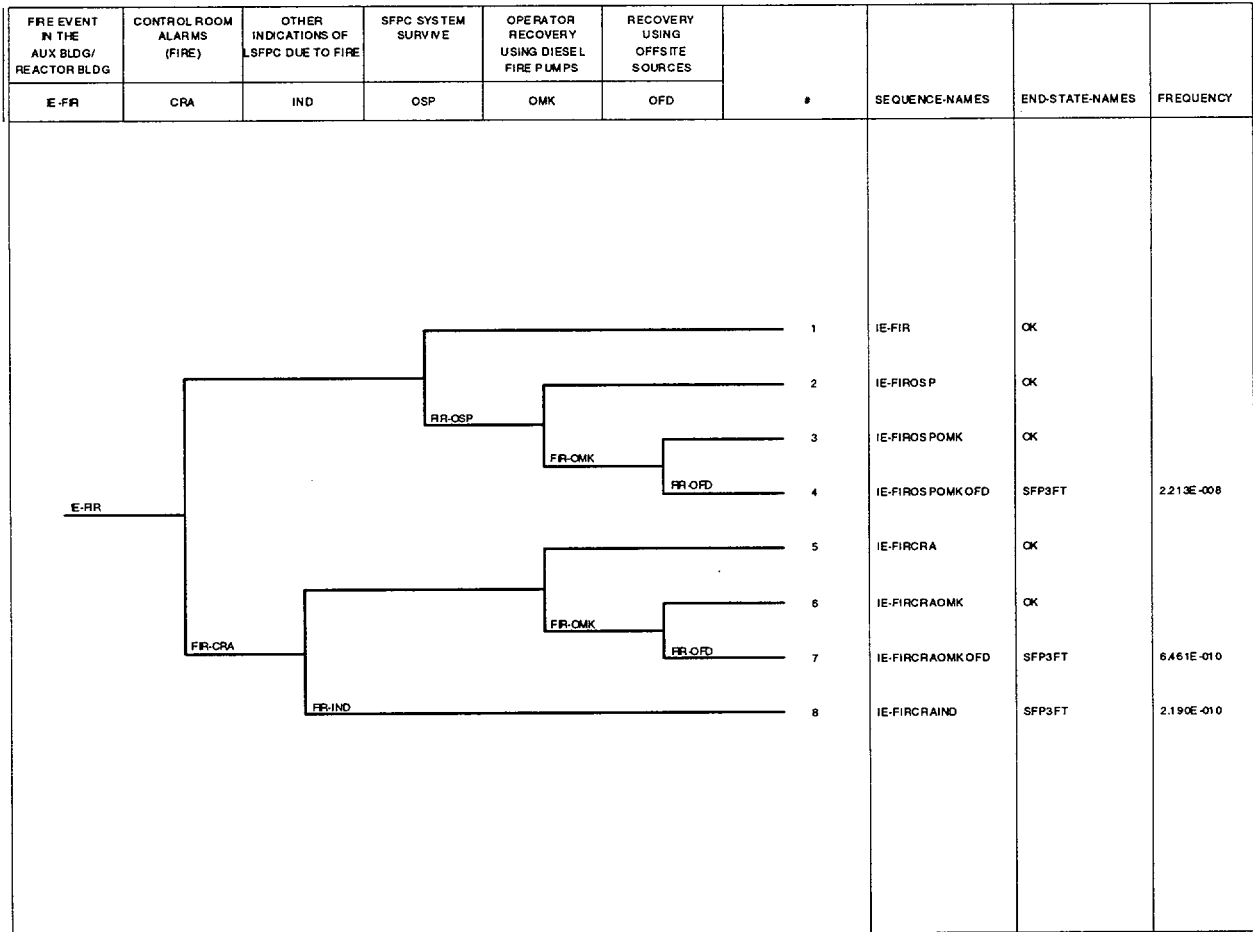 FRE EVENT
IN THE
AUX BLDG/
REACTOR BLDG
CONTROL ROOM
ALARMS
(FIRE)
OTHER
INDICATIONS OF
LSFPC DUE TO FIRE
SFPC SYSTEM
SURVIVE
OPERATOR
RECOVERY
USING DIESEL
FIRE PUMPS
RECOVERY
USING
OFFSITE
SOURCES
IE-FIR
CRA
IND
OSP
OMK
OFD
#
SEQUENCE-NAMES
END-STATE-NAMES
FREQUENCY
1 IE-FIR OK
2 IE-FIROSP OK
FIR-OSP
3 IE-FIROSPOMK OK
FIR-OMK
FIR-OFD
4 IE-FIROSPOMKOFD SFP3FT 2.213E-008
IE-FIR
5 IE-FIRCRA OK
6 IE-FIRCRAOMK OK
FIR-OMK
FIR-CRA
FIR-OFD
7 IE-FIRCRAOMKOFD SFP3FT 6.461E-010
FIR-IND
8 IE-FIRCRAIND SFP3FT 2.190E-010